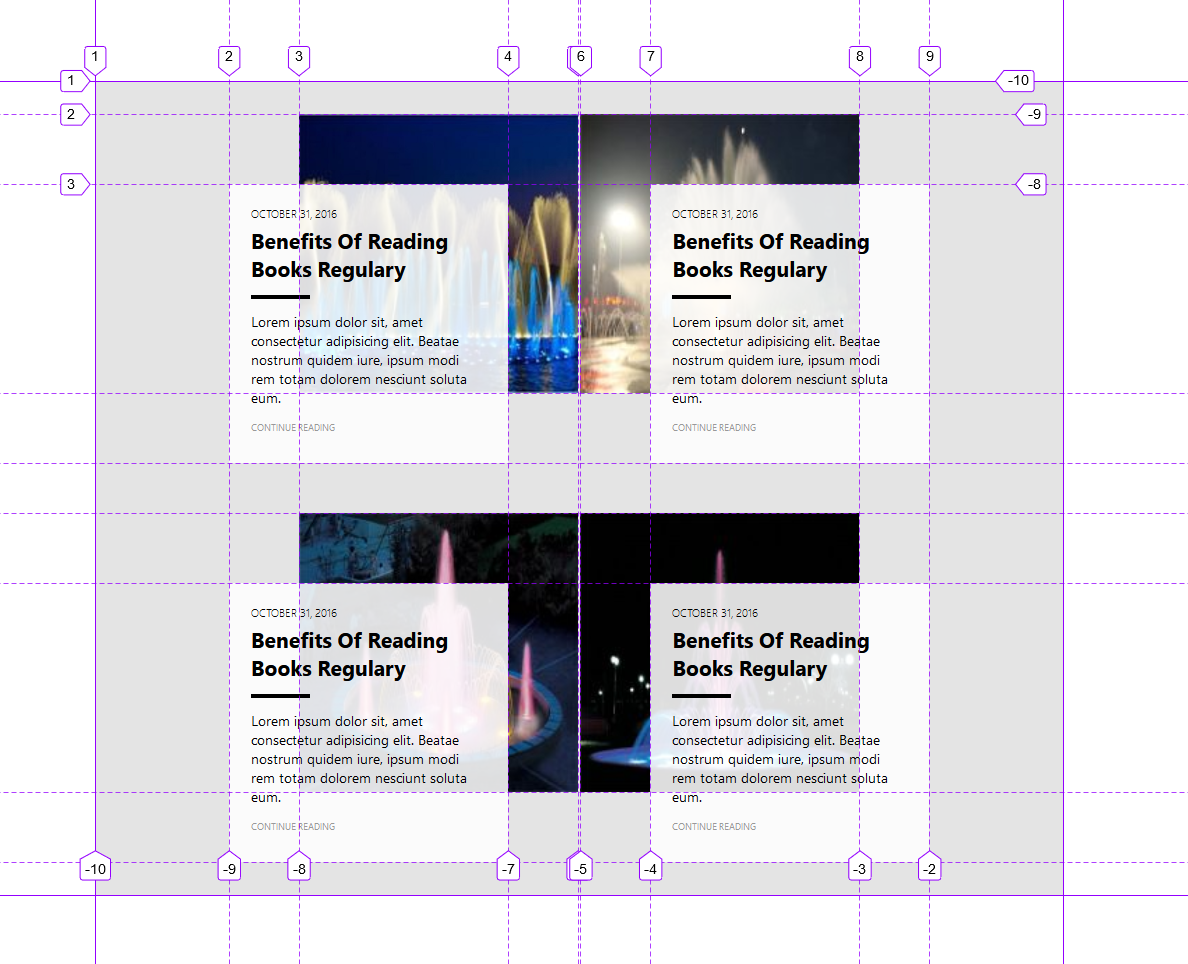 1
2
3
4
6
7
8
9
1
-10
2
-9
3
-8
OCTOBER 31, 2016
Benefits Of Reading
Books Regulary
Lorem ipsum dolor sit, amet
consectetur adipisicing elit. Beatae
nostrum quidem iure, ipsum modi
rem totam dolorem nesciunt soluta
eum.
CONTINUE READING
OCTOBER 31, 2016
Benefits Of Reading
Books Regulary
Lorem ipsum dolor sit, amet
consectetur adipisicing elit. Beatae
nostrum quidem iure, ipsum modi
rem totam dolorem nesciunt soluta
eum.
CONTINUE READING
OCTOBER 31, 2016
Benefits Of Reading
Books Regulary
Lorem ipsum dolor sit, amet
consectetur adipisicing elit. Beatae
nostrum quidem iure, ipsum modi
rem totam dolorem nesciunt soluta
eum.
CONTINUE READING
OCTOBER 31, 2016
Benefits Of Reading
Books Regulary
Lorem ipsum dolor sit, amet
consectetur adipisicing elit. Beatae
nostrum quidem iure, ipsum modi
rem totam dolorem nesciunt soluta
eum.
CONTINUE READING
-10
-9
-8
-7
-5
-4
-3
-2